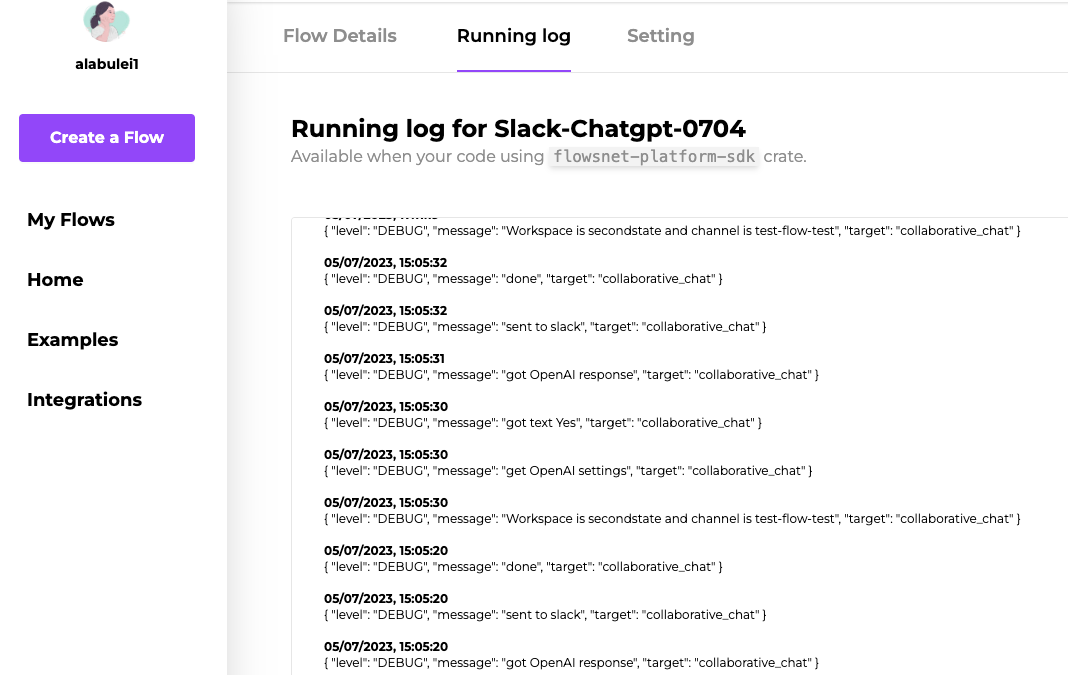 alabulei1
Create a Flow
My Flows
Home
Examples
Integrations
Flow Details
Running log
Setting
Running log for Slack-Chatgpt-0704
Available when your code using flowsnet-platform-sdk crate.
{ "level": "DEBUG", "message": "Workspace is secondstate and channel is test-flow-test", "target": "collaborative_chat" }
05/07/2023, 15:05:32
{ "level": "DEBUG", "message": "done", "target": "collaborative_chat" }
05/07/2023, 15:05:32
{ "level": "DEBUG", "message": "sent to slack", "target": "collaborative_chat" }
05/07/2023, 15:05:31
{ "level": "DEBUG", "message": "got OpenAI response", "target": "collaborative_chat" }
05/07/2023, 15:05:30
{ "level": "DEBUG", "message": "got text Yes", "target": "collaborative_chat" }
05/07/2023, 15:05:30
{ "level": "DEBUG", "message": "get OpenAI settings", "target": "collaborative_chat" }
05/07/2023, 15:05:30
{ "level": "DEBUG", "message": "Workspace is secondstate and channel is test-flow-test", "target": "collaborative_chat" }
05/07/2023, 15:05:20
{ "level": "DEBUG", "message": "done", "target": "collaborative_chat" }
05/07/2023, 15:05:20
{ "level": "DEBUG", "message": "sent to slack", "target": "collaborative_chat" }
05/07/2023, 15:05:20
{ "level": "DEBUG", "message": "got OpenAI response", "target": "collaborative_chat" }